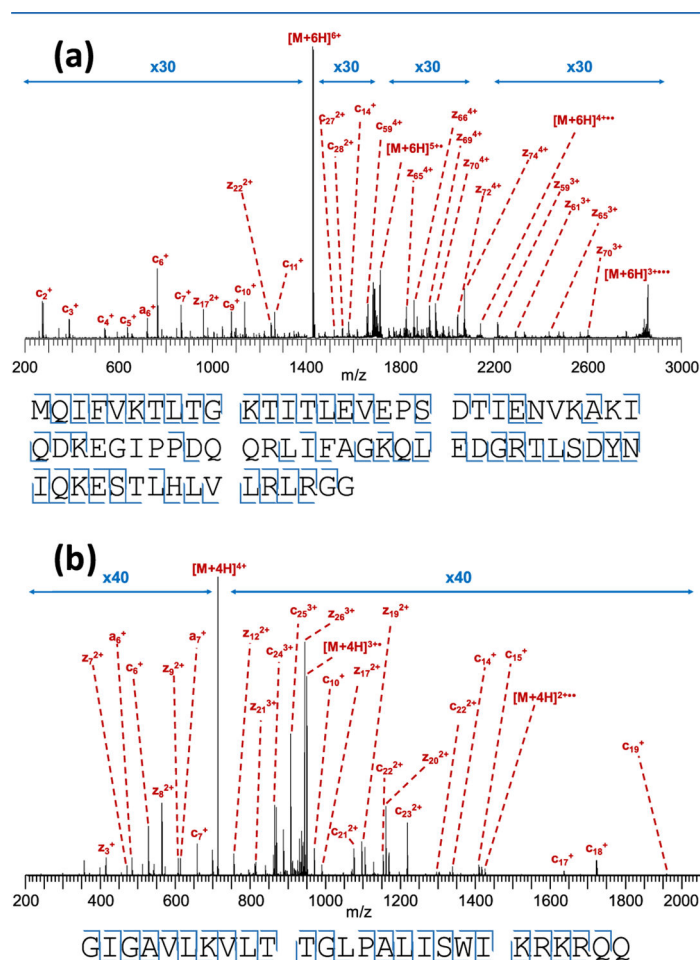 (a)
[M+6H]6+
x30 x30 x30 x30
c27 2+
c28 2+
c14+
c59 4+
[M+6H]5+••
z65 4+
z66 4+
z69 4+
z70 4+
z72 4+
z74 4+
[M+6H]4+••
z59 3+
z61 3+
z65 3+
z70 3+
[M+6H]3+••••
z22 2+
c11+
c2+
c3+
c4+
c5+
a6+
c6+
c7+
z17 2+
c9+
c10+
200 600 1000 1400 1800 2200 2600 3000
m/z
MQIFVKTLTG KTITLEVEPS DTIENVKAKI
QDKEGIPPDQ QRLIFAGKQL EDGRTLSDYN
IQKESTLHLV LRLRGG
(b)
[M+4H]4+
x40 x40
z7 2+
a6+
c6+
z9 2+
a7+
z8 2+
z3+
c7+
z12 2+
z21 3+
c24 3+
c25 3+
z26 3+
[M+4H]3+•
c10+
z17 2+
z19 2+
c21 2+
c22 2+
z20 2+
c23 2+
c22 2+
c14+
c15+
[M+4H]2+••
c17+
c18+
c19+
200 400 600 800 1000 1200 1400 1600 1800 2000
m/z
GIGAVLKVLT TGLPALISWI KRKRQQ